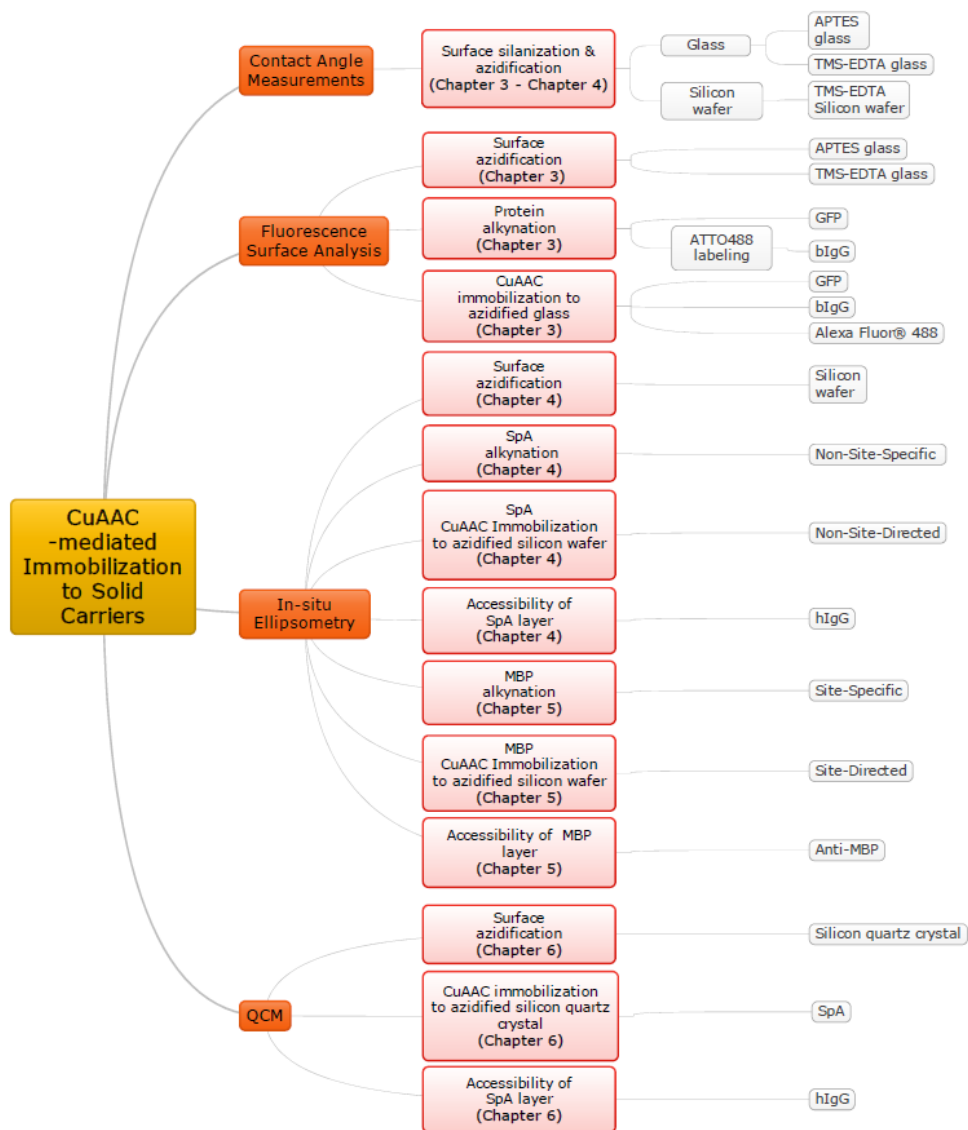 CuAAC
-mediated
Immobilization
to Solid
Carriers
Contact Angle
Measurements
Surface silanization &
azidification
(Chapter 3 - Chapter 4)
Glass
APTES
glass
TMS-EDTA glass
Silicon
wafer
TMS-EDTA
Silicon wafer
Fluorescence
Surface Analysis
Surface
azidification
(Chapter 3)
APTES glass
TMS-EDTA glass
Protein
alkynation
(Chapter 3)
GFP
ATTO488
labeling
bIgG
CuAAC
immobilization to
azidified glass
(Chapter 3)
GFP
bIgG
Alexa Fluor® 488
In-situ
Ellipsometry
Surface
azidification
(Chapter 4)
Silicon
wafer
SpA
alkynation
(Chapter 4)
Non-Site-Specific
SpA
CuAAC Immobilization
to azidified silicon wafer
(Chapter 4)
Non-Site-Directed
Accessibility of
SpA layer
(Chapter 4)
hIgG
MBP
alkynation
(Chapter 5)
Site-Specific
MBP
CuAAC Immobilization
to azidified silicon wafer
(Chapter 5)
Site-Directed
Accessibility of  MBP
layer
(Chapter 5)
Anti-MBP
QCM
Surface
azidification
(Chapter 6)
Silicon quartz crystal
CuAAC immobilization
to azidified silicon quartz
crystal
(Chapter 6)
SpA
Accessibility of
SpA layer
(Chapter 6)
hIgG